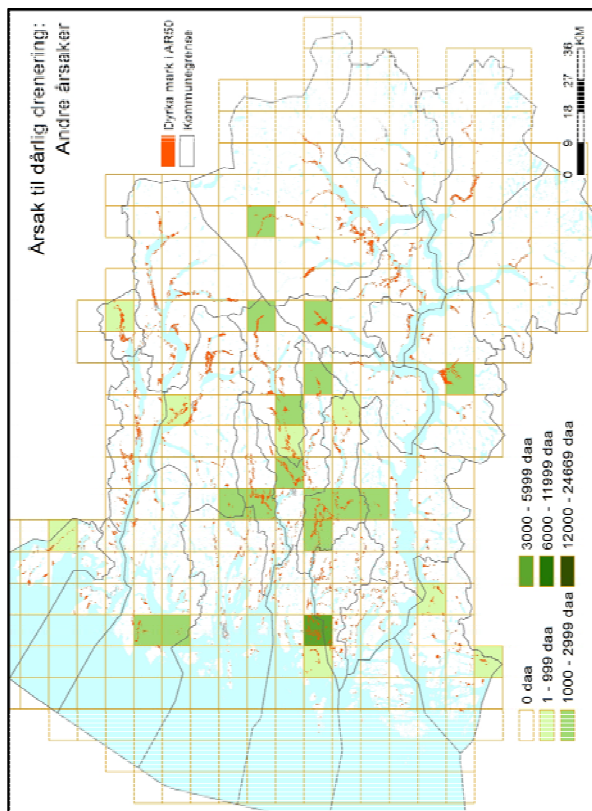 Årsak til dårlig drenering:
Andre årsaker
Dyrka mark i AR50
Kommunegrense
0 9 18 27 36
KM
0 daa
1 - 999 daa
1000 - 2999 daa
3000 - 5999 daa
6000 - 11999 daa
12000 - 24669 daa